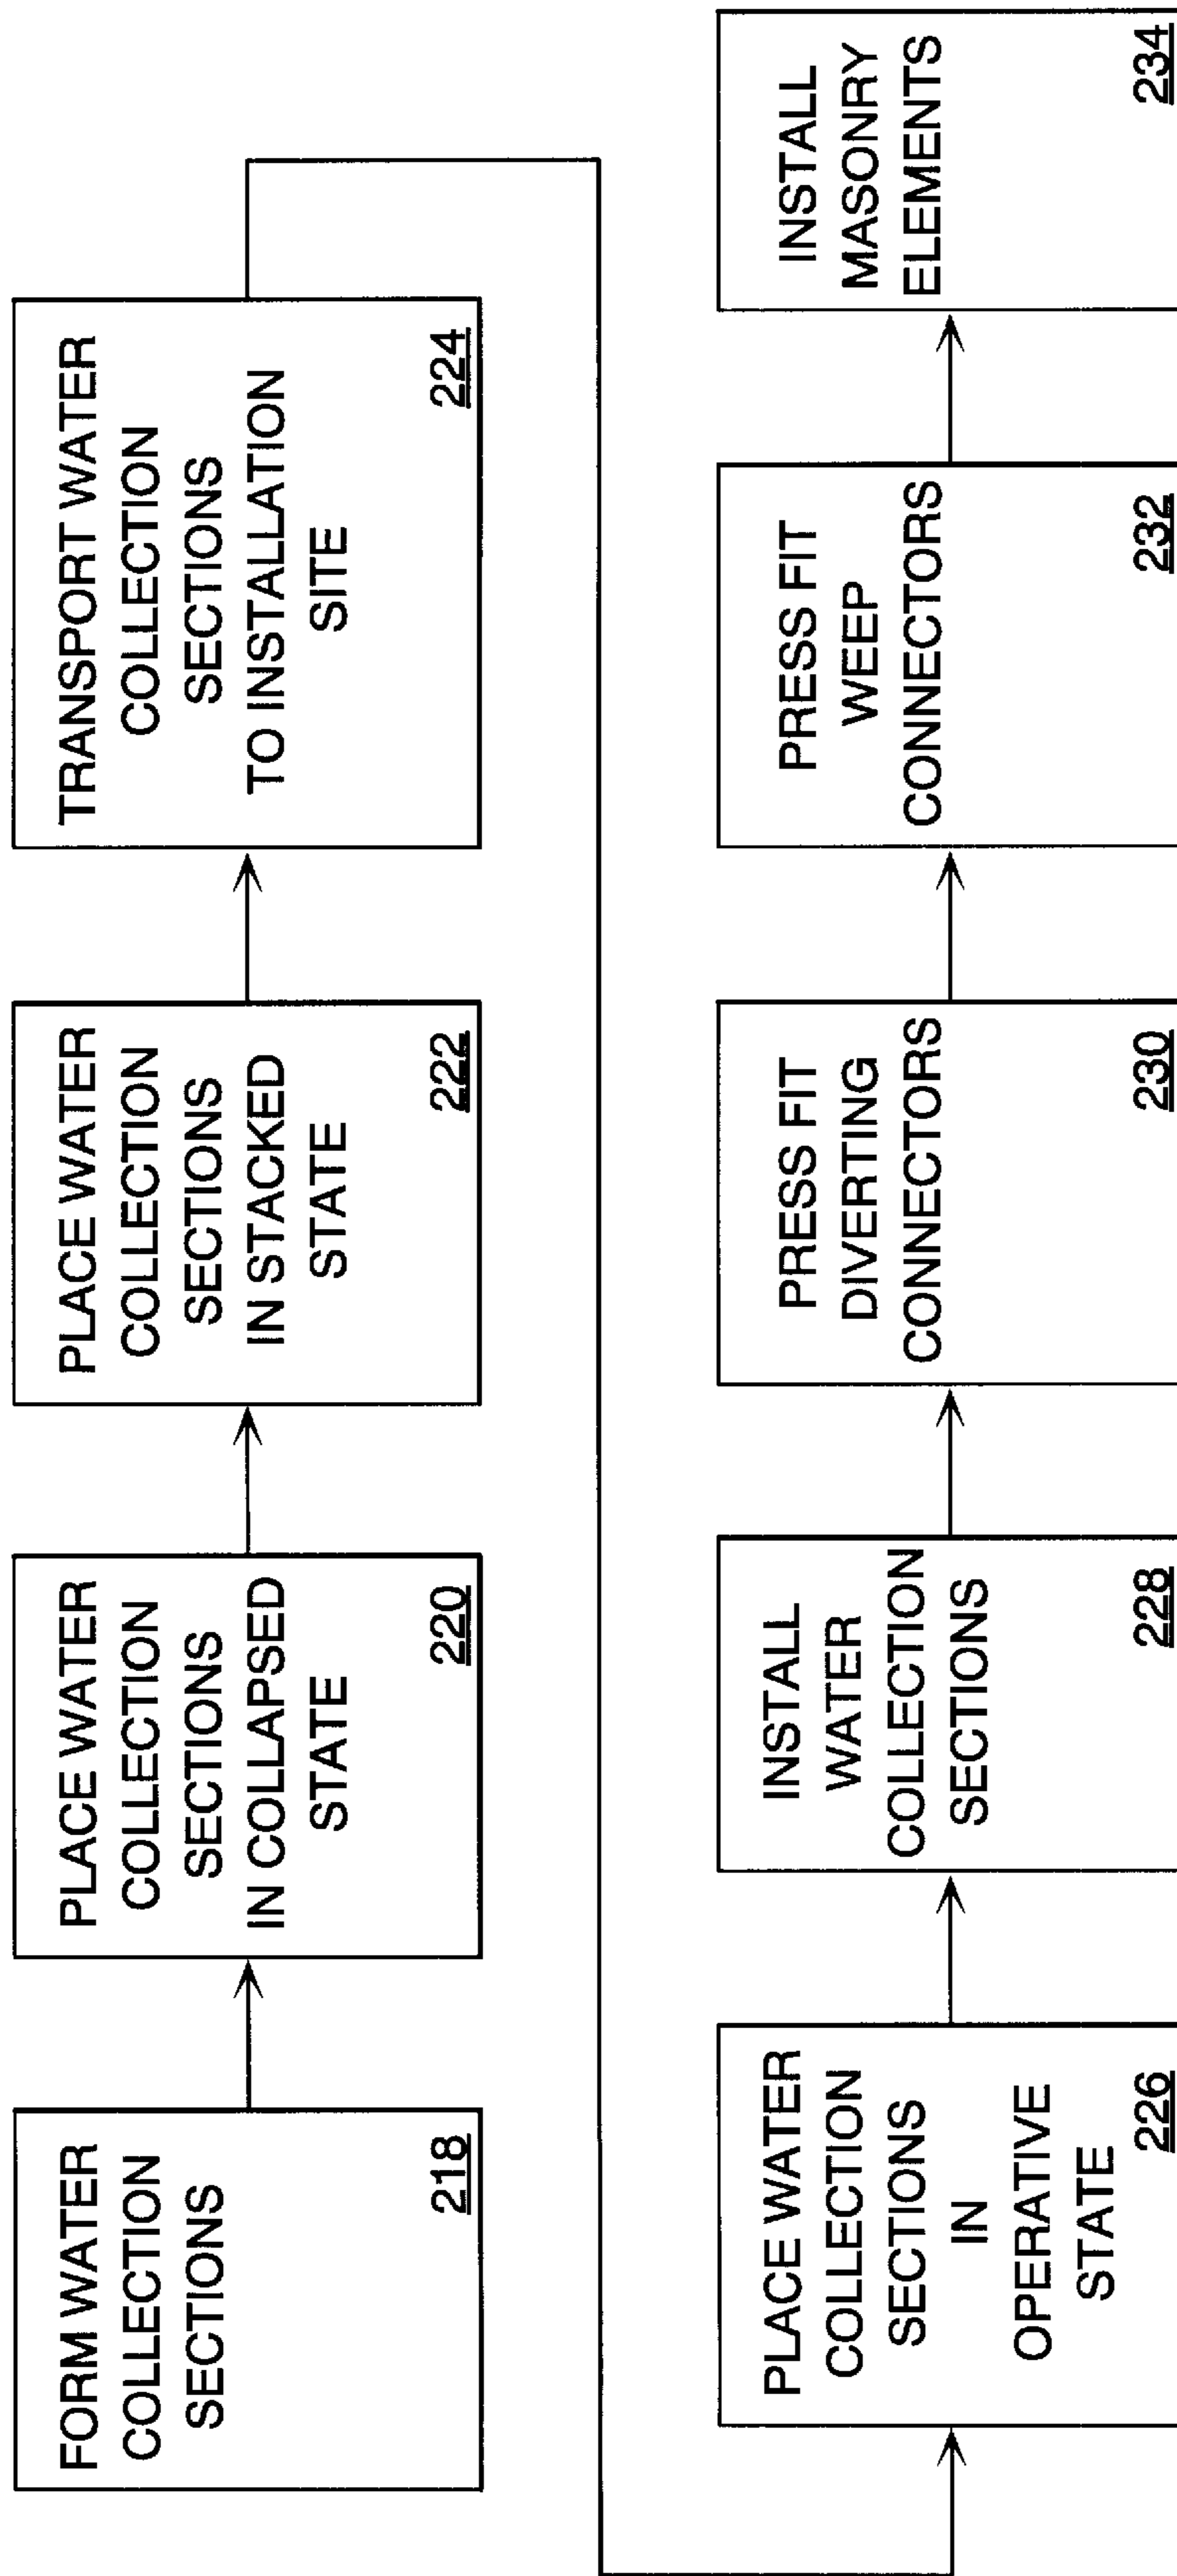 FORM WATER
COLLECTION
SECTIONS
218
PLACE WATER
COLLECTION
SECTIONS
IN COLLAPSED
STATE
220
PLACE WATER
COLLECTION
SECTIONS
IN STACKED
STATE
222
TRANSPORT WATER
COLLECTION
SECTIONS
TO INSTALLATION
SITE
224
PLACE WATER
COLLECTION
SECTIONS
IN
OPERATIVE
STATE
226
INSTALL
WATER
COLLECTION
SECTIONS
228
PRESS FIT
DIVERTING
CONNECTORS
230
PRESS FIT
WEEP
CONNECTORS
232
INSTALL
MASONRY
ELEMENTS
234